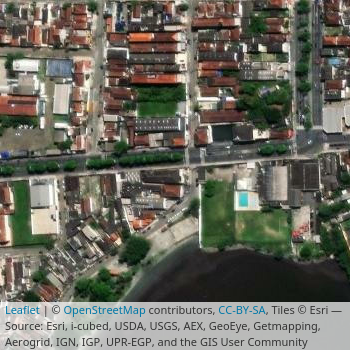 Leaflet | © OpenStreetMap contributors, CC-BY-SA, Tiles © Esri —
Source: Esri, i-cubed, USDA, USGS, AEX, GeoEye, Getmapping,
Aerogrid, IGN, IGP, UPR-EGP, and the GIS User Community